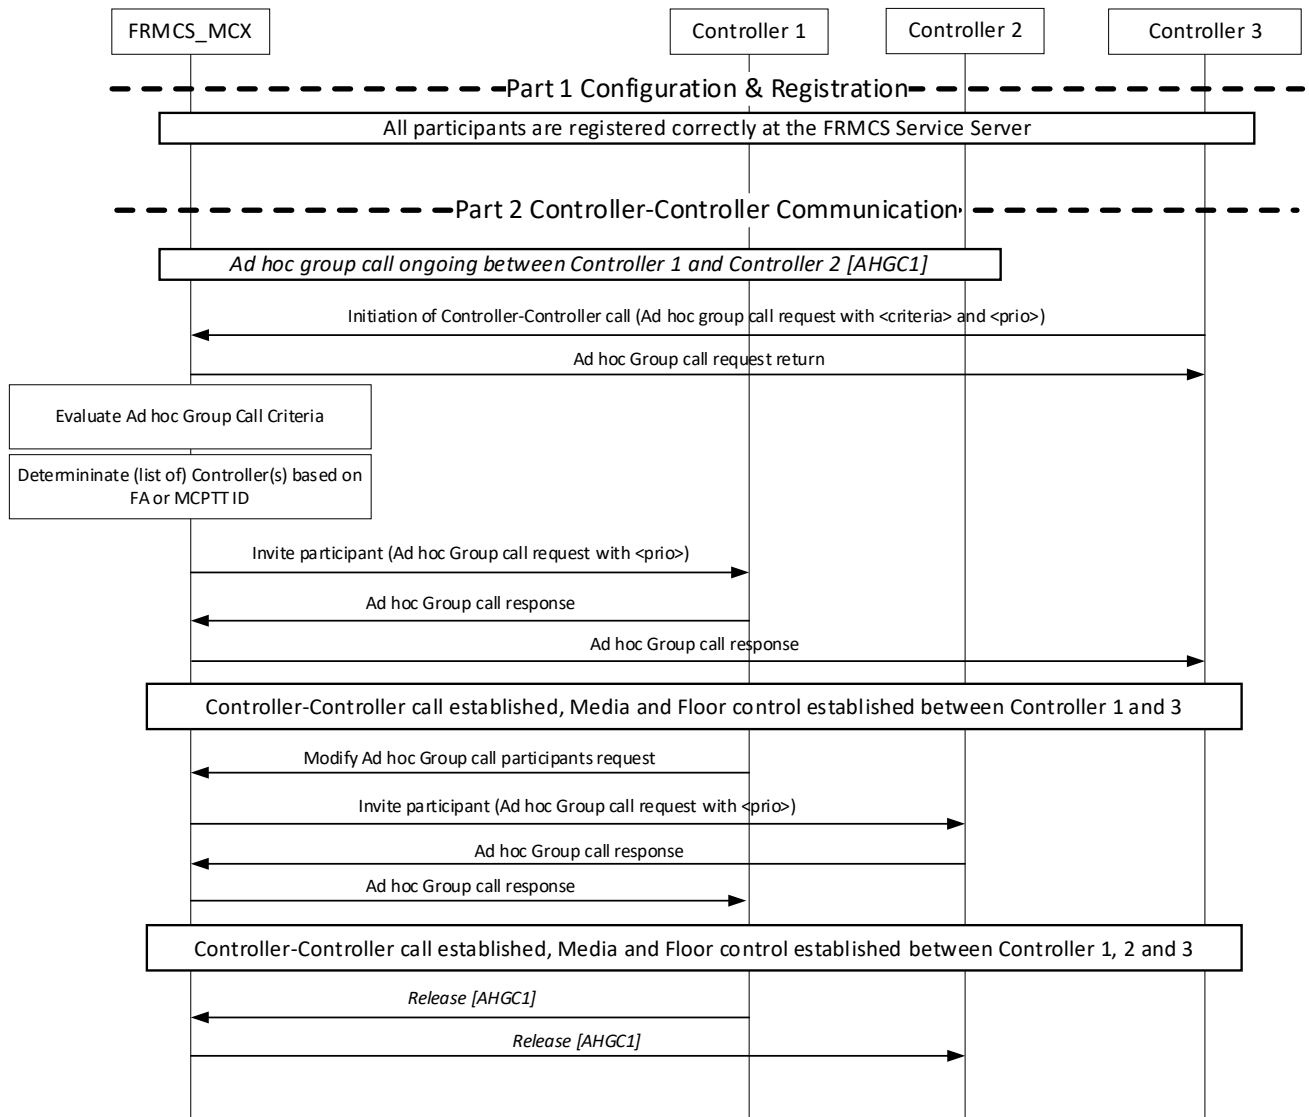 FRMCS_MCX
Controller 1
Controller 2
Controller 3
Part 1 Configuration & Registration
All participants are registered correctly at the FRMCS Service Server
Part 2 Controller-Controller Communication
Ad hoc group call ongoing between Controller 1 and Controller 2 [AHGC1]
Initiation of Controller-Controller call (Ad hoc group call request with <criteria> and <prio>)
Ad hoc Group call request return
Evaluate Ad hoc Group Call Criteria
Determininate (list of) Controller(s) based on
FA or MCPTT ID
Invite participant (Ad hoc Group call request with <prio>)
Ad hoc Group call response
Ad hoc Group call response
Controller-Controller call established, Media and Floor control established between Controller 1 and 3
Modify Ad hoc Group call participants request
Invite participant (Ad hoc Group call request with <prio>)
Ad hoc Group call response
Ad hoc Group call response
Controller-Controller call established, Media and Floor control established between Controller 1, 2 and 3
Release [AHGC1]
Release [AHGC1]